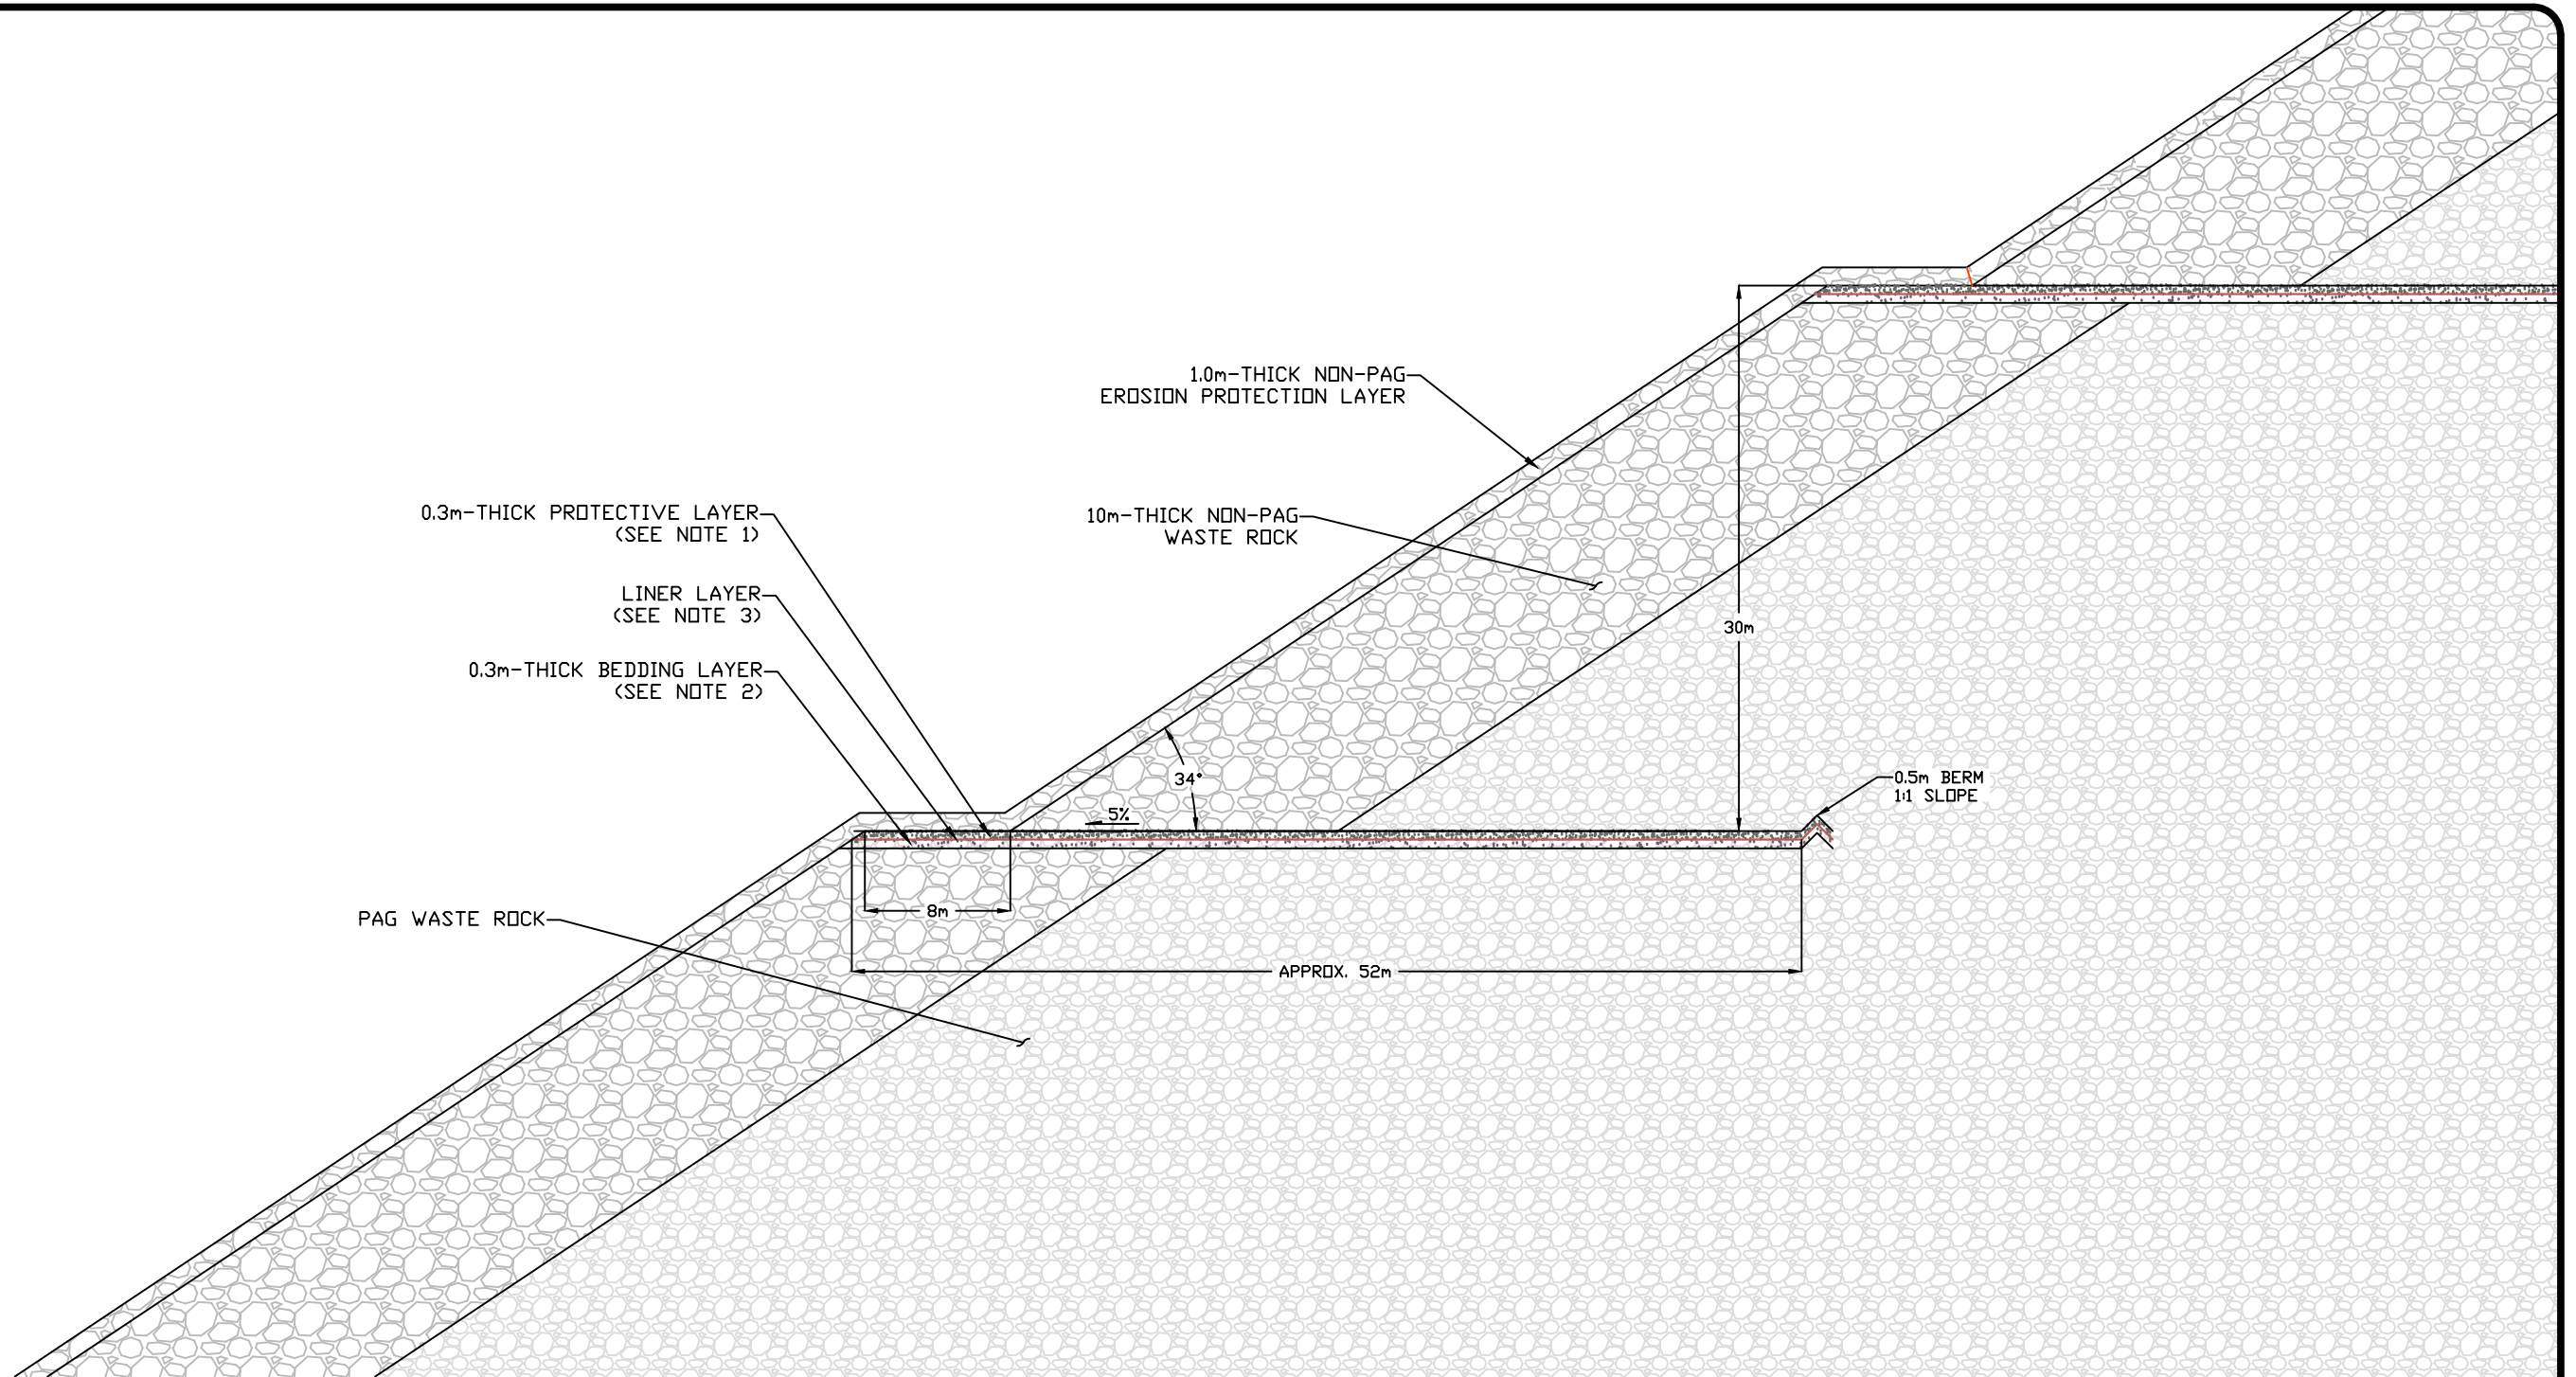 1.0m-THICK NON-PAG
EROSION PROTECTION LAYER
0.3m-THICK PROTECTIVE LAYER
(SEE NOTE 1)
10m-THICK NON-PAG
WASTE ROCK
LINER LAYER
(SEE NOTE 3)
30m
0.3m-THICK BEDDING LAYER
(SEE NOTE 2)
34°
0.5m BERM
1:1 SLOPE
5%
8m
PAG WASTE ROCK
APPROX. 52m